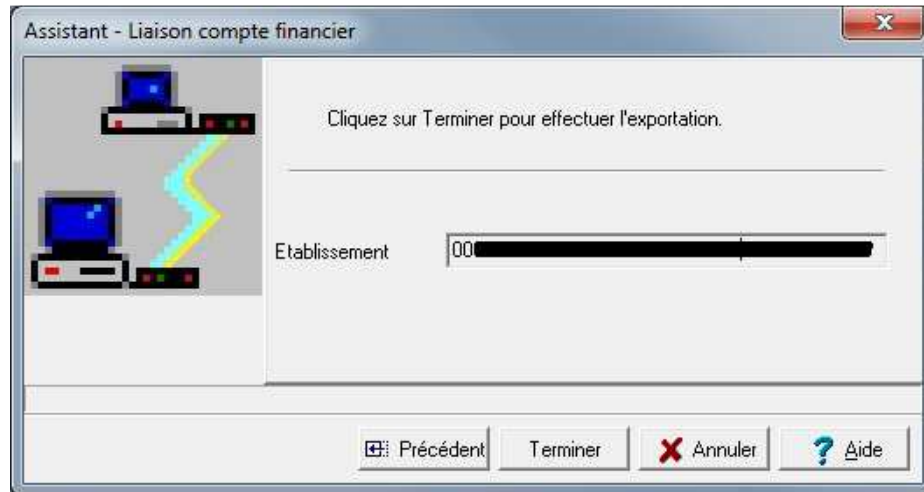 Assistant - Liaison compte financier
Cliquez sur Terminer pour effectuer l'exportation.
Etablissement 00
Précédent Terminer Annuler ? Aide